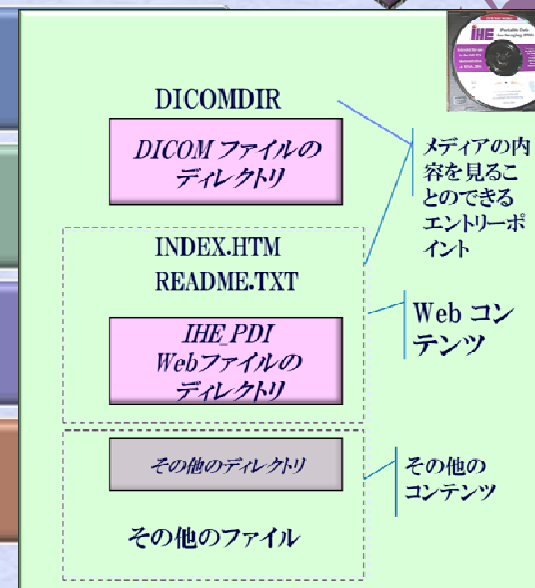 IHE
DICOMDIR
DICOM ファイルの
ディレクトリ
メディアの内
容を見るこ
とのできる
エントリーポ
イント
INDEX.HTM
README.TXT
IHE_PDI
Webファイルの
ディレクトリ
Web コン
テンツ
その他のディレクトリ
その他の
コンテンツ
その他のファイル